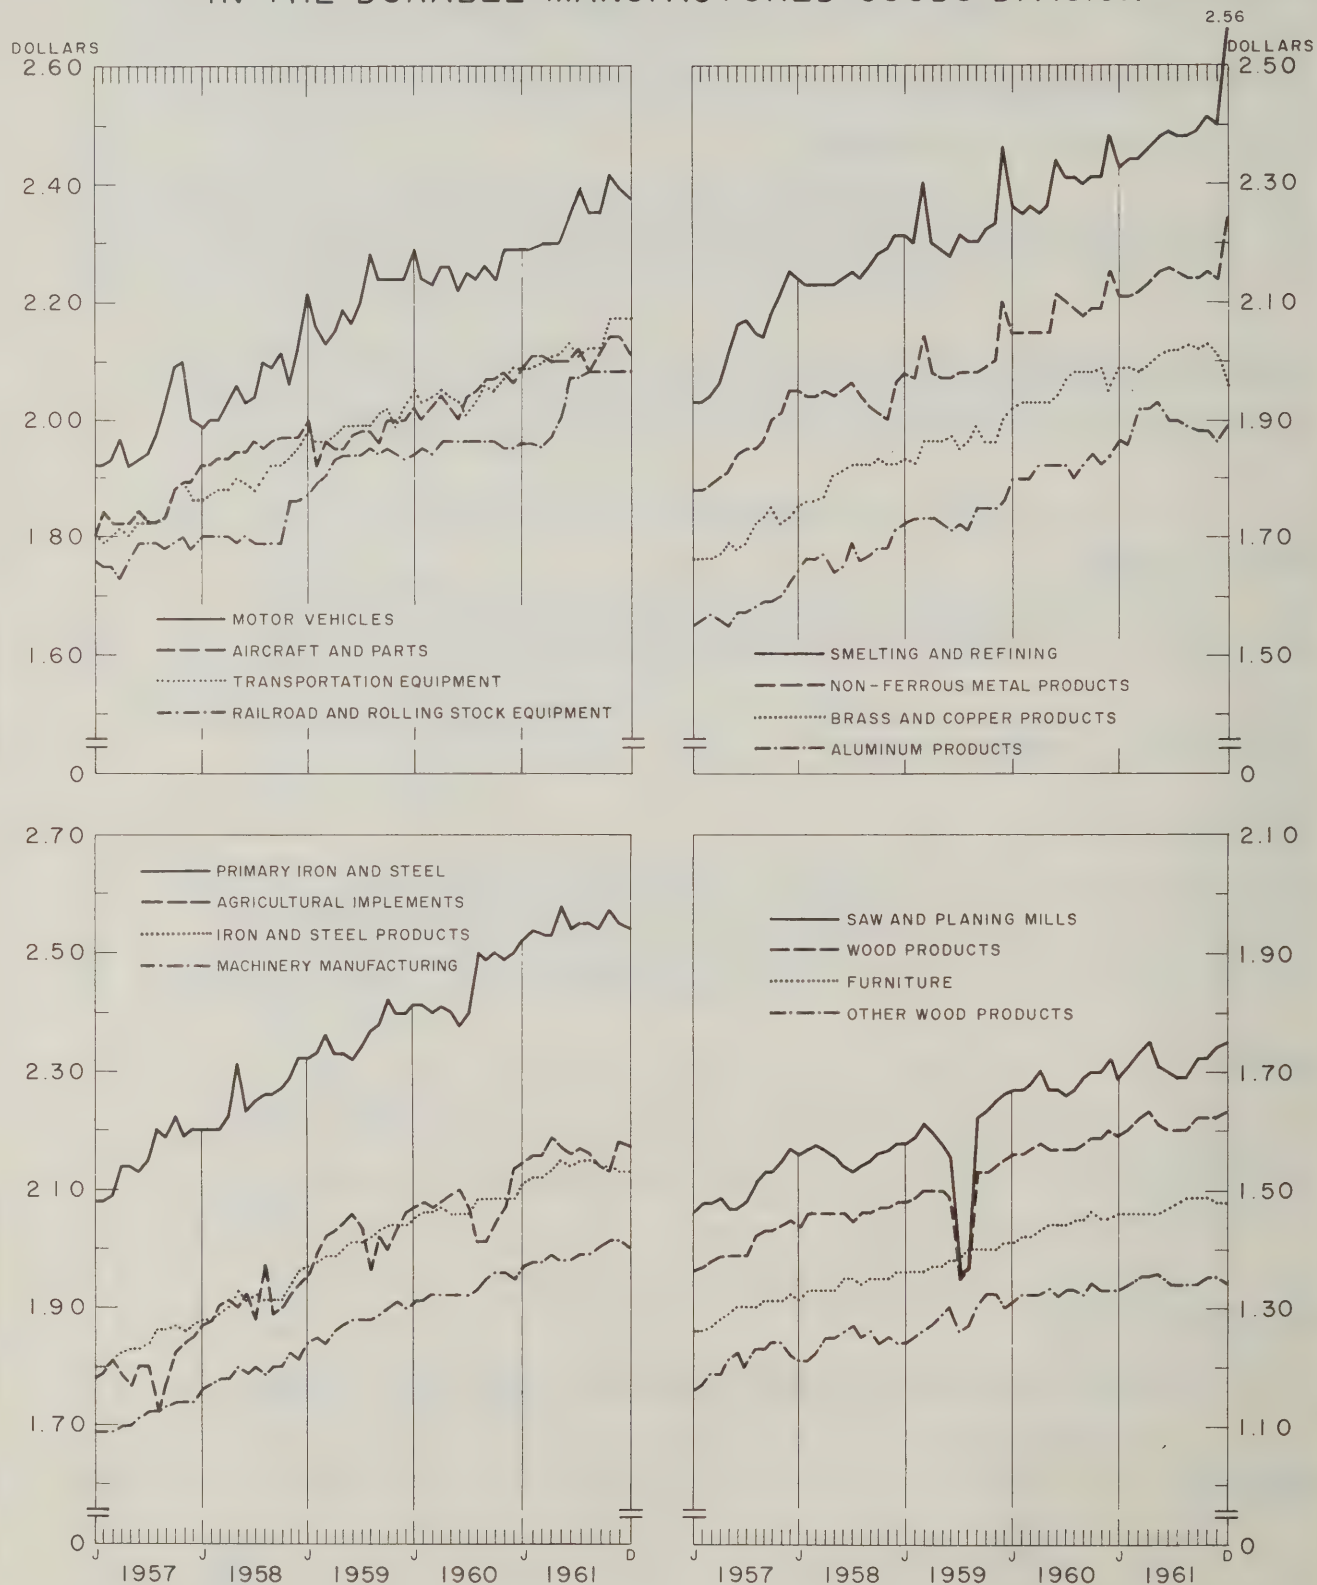 IN THE DURABLE MANUFACTURED GOODS DIVISION
2.56
DOLLARS
DOLLARS
2.60
2.40
2.20
2.00
1.80
1.60
0
MOTOR VEHICLES
AIRCRAFT AND PARTS
TRANSPORTATION EQUIPMENT
RAILROAD AND ROLLING STOCK EQUIPMENT
2.50
2.30
2.10
1.90
1.70
1.50
0
SMELTING AND REFINING
NON-FERROUS METAL PRODUCTS
BRASS AND COPPER PRODUCTS
ALUMINUM PRODUCTS
2.70
2.50
2.30
2.10
1.90
1.70
0
PRIMARY IRON AND STEEL
AGRICULTURAL IMPLEMENTS
IRON AND STEEL PRODUCTS
MACHINERY MANUFACTURING
J J J J J D
1957 1958 1959 1960 1961
2.10
1.90
1.70
1.50
1.30
1.10
0
SAW AND PLANING MILLS
WOOD PRODUCTS
FURNITURE
OTHER WOOD PRODUCTS
J J J J J D
1957 1958 1959 1960 1961